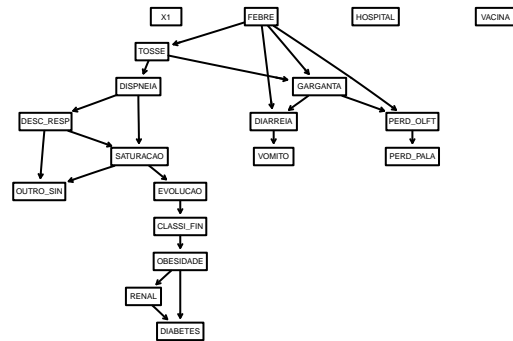 X1 FEBRE HOSPITAL VACINA
TOSSE
DISPNEIA GARGANTA
DESC_RESP DIARREIA PERD_OLFT
SATURACAO VOMITO PERD_PALA
OUTRO_SIN EVOLUCAO
CLASSI_FIN
OBESIDADE
RENAL
DIABETES